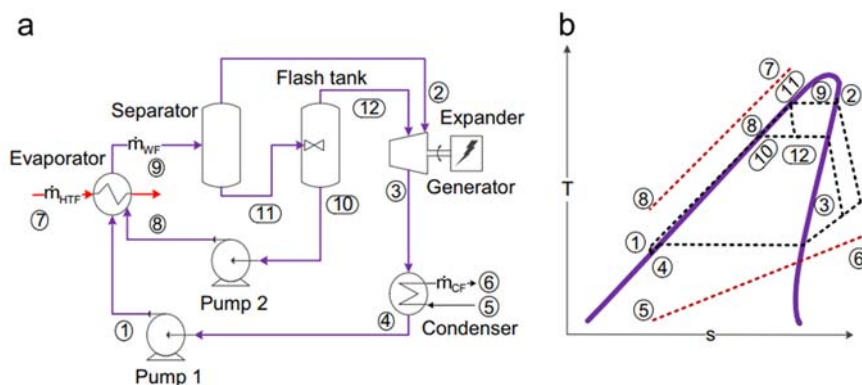 a
Flash tank
Separator
12
2
Expander
Evaporator
ṁWF
9
ṁHTF
7
8
11
10
3
Generator
Pump 2
ṁCF
6
5
1
4
Condenser
Pump 1
b
T
s
7
11
9
2
8
10
12
8
3
1
4
6
5